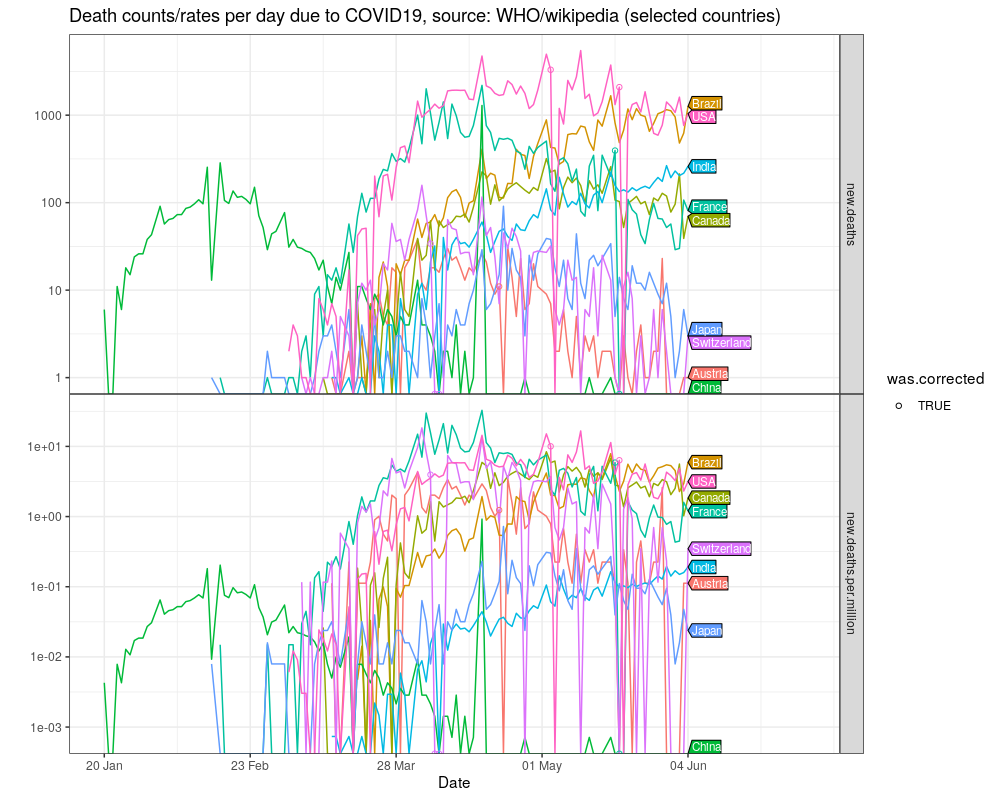 Death counts/rates per day due to COVID19, source: WHO/wikipedia (selected countries)
1000
100
10
1
Brazil
USA
India
France
Canada
Japan
Switzerland
Austria
China
new.deaths
1e+01
1e+00
1e-01
1e-02
1e-03
Brazil
USA
Canada
France
Switzerland
India
Austria
Japan
China
new.deaths.per.million
20 Jan
23 Feb
28 Mar
01 May
04 Jun
Date
was.corrected
TRUE